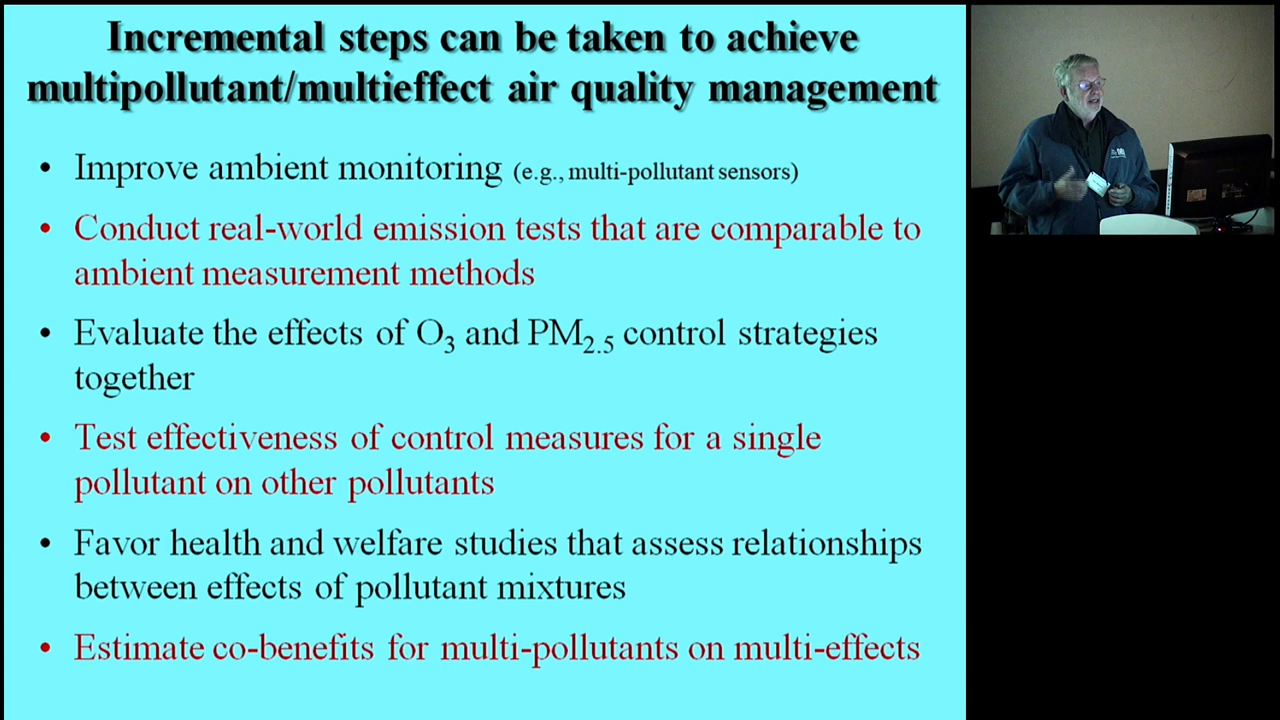 Incremental steps can be taken to achieve
multipollutant/multieffect air quality management
• Improve ambient monitoring (e.g., multi-pollutant sensors)
• Conduct real-world emission tests that are comparable to
ambient measurement methods
• Evaluate the effects of O₃ and PM₂.₅ control strategies
together
• Test effectiveness of control measures for a single
pollutant on other pollutants
• Favor health and welfare studies that assess relationships
between effects of pollutant mixtures
• Estimate co-benefits for multi-pollutants on multi-effects